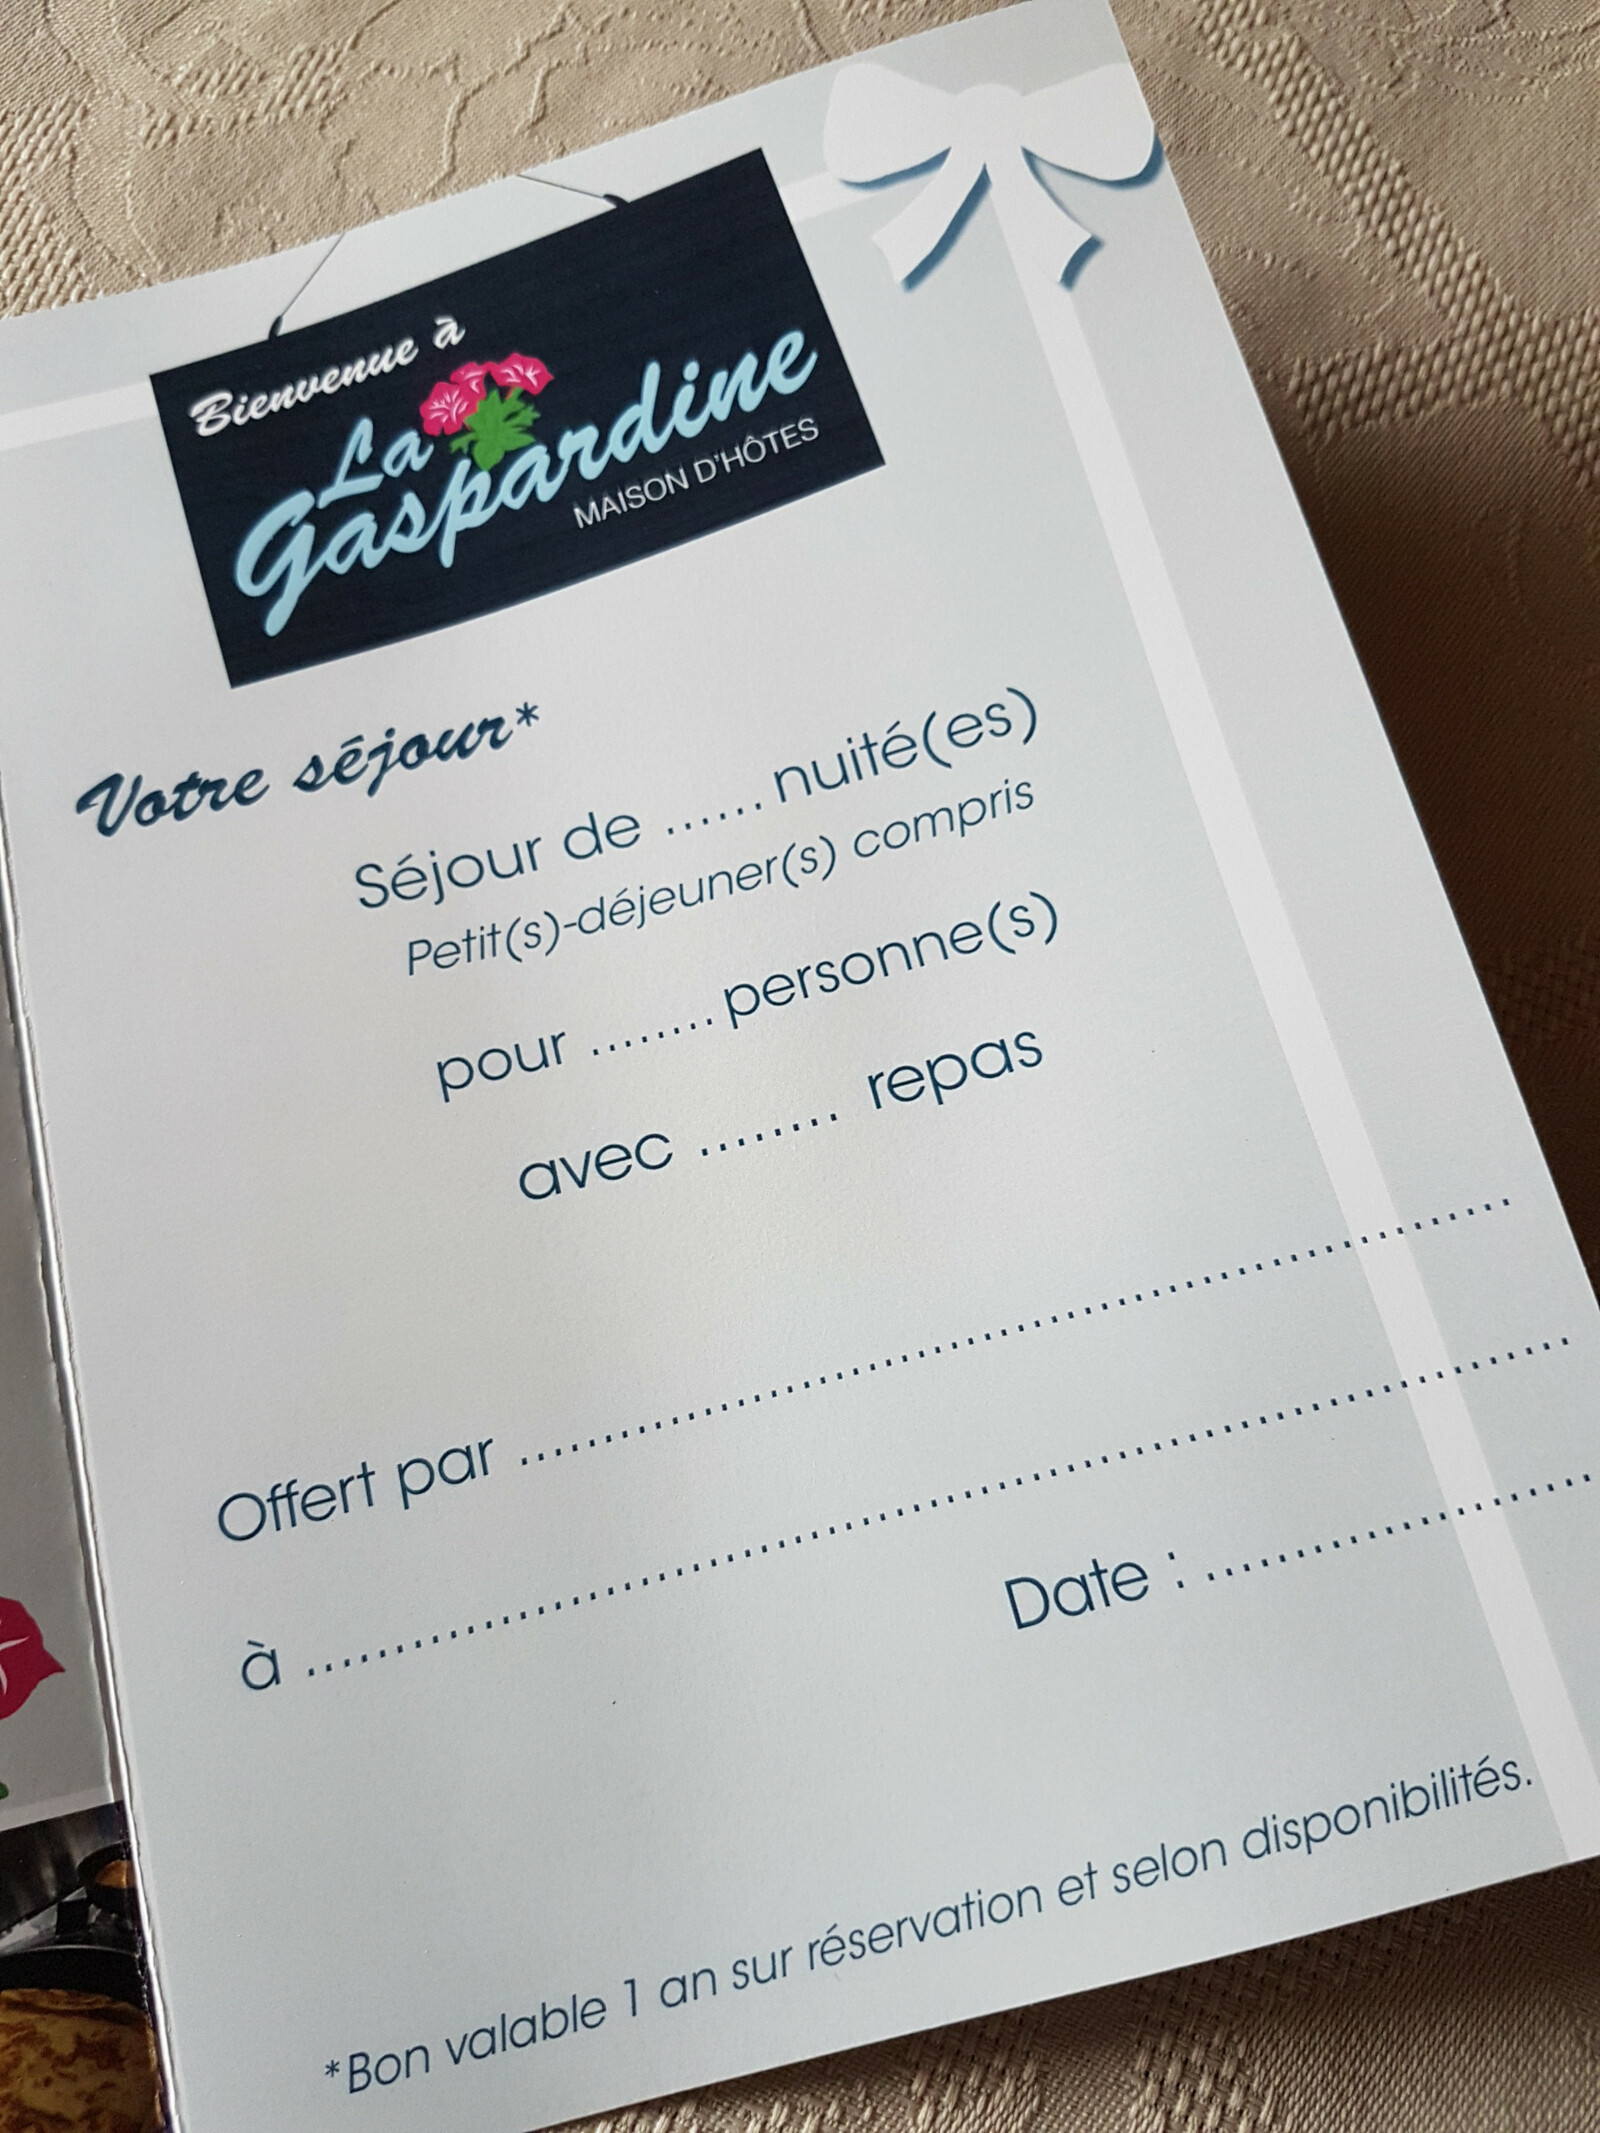 Bienvenue à
La
Gaspardine
MAISON D'HÔTES
Votre séjour*
Séjour de ......nuité(es)
Petit(s)-déjeuner(s) compris
pour ........personne(s)
avec ........ repas
Offert par ................................................................
à ................................................................................
Date : ............................
*Bon valable 1 an sur réservation et selon disponibilités.